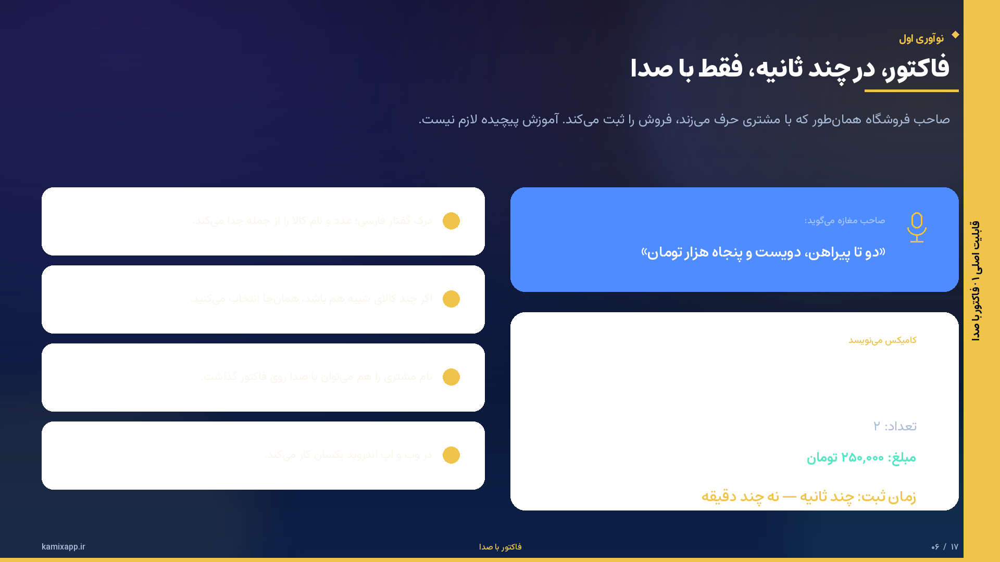 نوآوری اول
فاکتور، در چند ثانیه، فقط با صدا
صاحب فروشگاه همان‌طور که با مشتری حرف می‌زند، فروش را ثبت می‌کند. آموزش پیچیده لازم نیست.
صاحب مغازه می‌گوید:
«دو تا پیراهن، دویست و پنجاه هزار تومان»
کامیکس می‌نویسد
تعداد: ۲
مبلغ: ۲۵۰,۰۰۰ تومان
زمان ثبت: چند ثانیه — نه چند دقیقه
درک گفتار فارسی؛ عدد و نام کالا را از جمله جدا می‌کند.
اگر چند کالای شبیه هم باشد، همان‌جا انتخاب می‌کنید.
نام مشتری را هم می‌توان با صدا روی فاکتور گذاشت.
در وب و اپ اندروید یکسان کار می‌کند.
قابلیت اصلی ۱ · فاکتور با صدا
۰۶ / ۱۷
فاکتور با صدا
kamixapp.ir